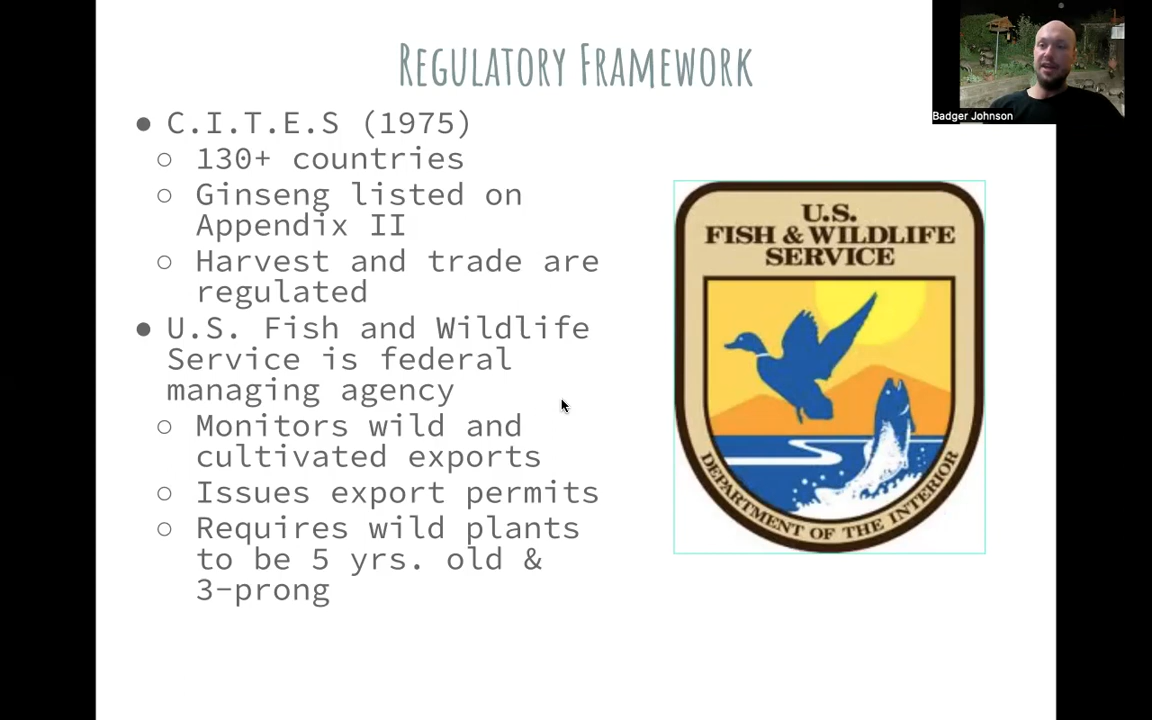 REGULATORY FRAMEWORK
Badger Johnson
● C.I.T.E.S (1975)
○ 130+ countries
○ Ginseng listed on
Appendix II
○ Harvest and trade are
regulated
● U.S. Fish and Wildlife
Service is federal
managing agency
○ Monitors wild and
cultivated exports
○ Issues export permits
○ Requires wild plants
to be 5 yrs. old &
3-prong
U.S.
FISH & WILDLIFE
SERVICE
DEPARTMENT OF THE INTERIOR